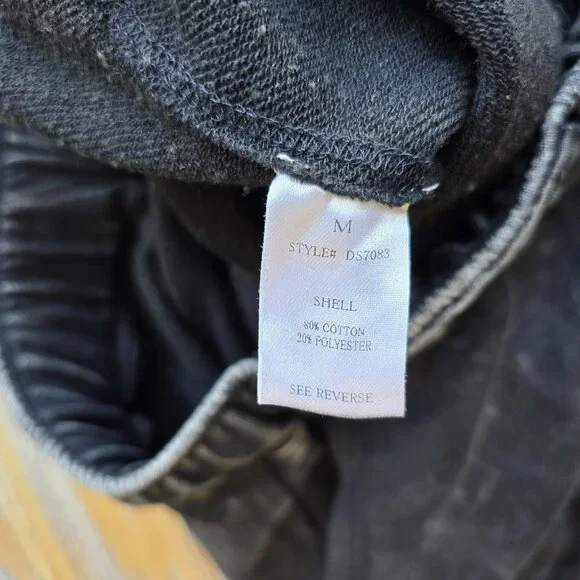 M
STYLE# DS7083
SHELL
80% COTTON
20% POLYESTER
SEE REVERSE